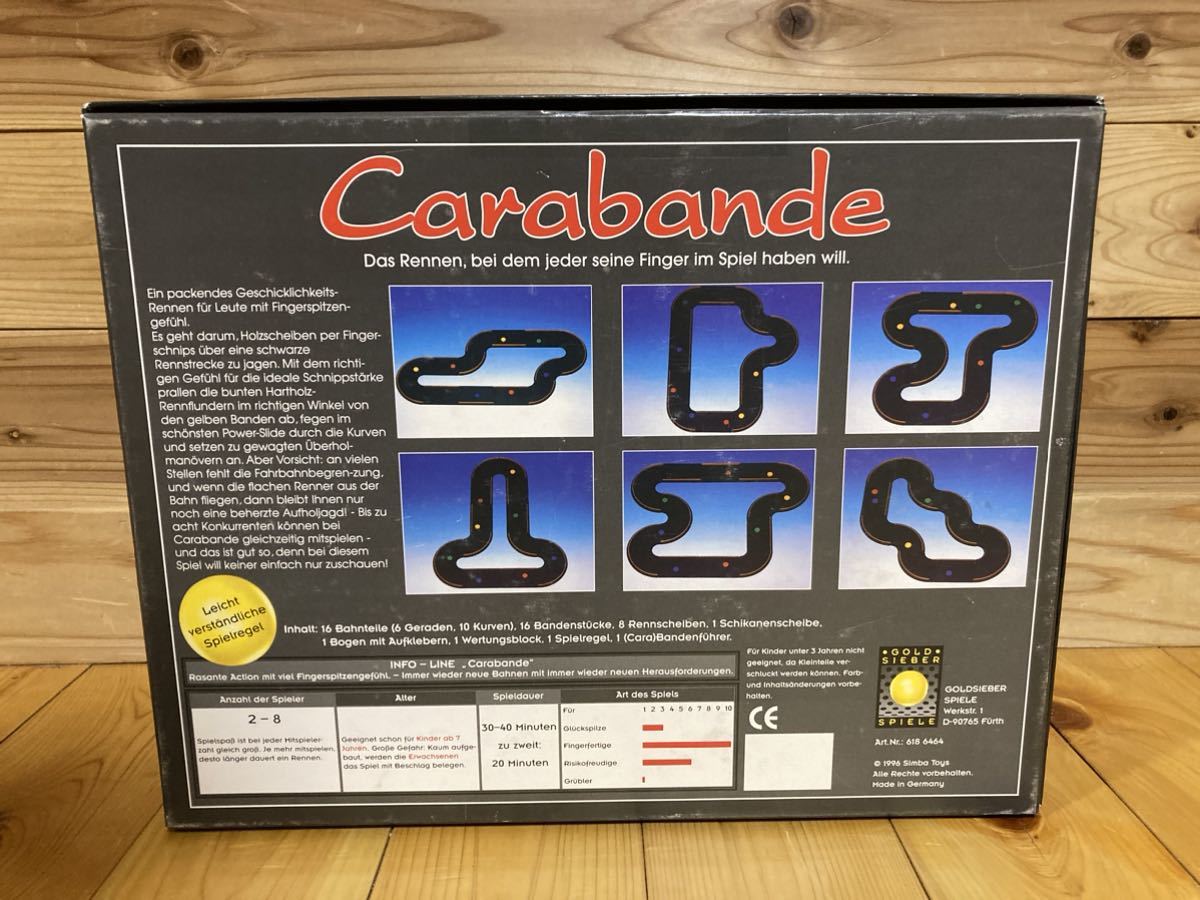 Carabande
Das Rennen, bei dem jeder seine Finger im Spiel haben will.
Ein packendes Geschicklichkeits-
Rennen für Leute mit Fingerspitzen-
gefühl.
Es geht darum, Holzscheiben per Finger-
schnips über eine schwarze
Rennstrecke zu jagen. Mit dem richti-
gen Gefühl für die ideale Schnippstärke
prallen die bunten Hartholz-
Rennflundern im richtigen Winkel von
den gelben Banden ab, fegen im
schönsten Power-Slide durch die Kurven
und setzen zu gewagten Überhol-
manövern an. Aber Vorsicht: an vielen
Stellen fehlt die Fahrbahnbegren-zung,
und wenn die flachen Renner aus der
Bahn fliegen, dann bleibt Ihnen nur
noch eine beherzte Aufholjagd! - Bis zu
acht Konkurrenten können bei
Carabande gleichzeitig mitspielen -
und das ist gut so, denn bei diesem
Spiel will keiner einfach nur zuschauen!
Leicht
verständliche
Spielregel
Inhalt: 16 Bahnteile (6 Geraden, 10 Kurven), 16 Bandenstücke, 8 Rennscheiben, 1 Schikanenscheibe,
1 Bogen mit Aufklebern, 1 Wertungsblock, 1 Spielregel, 1 (Cara)Bandenführer.
INFO – LINE „Carabande"
Rasante Action mit viel Fingerspitzengefühl. – Immer wieder neue Bahnen mit immer wieder neuen Herausforderungen.
Anzahl der Spieler
2 – 8
Spielspaß ist bei jeder Mitspieler-
zahl gleich groß. Je mehr mitspielen,
desto länger dauert ein Rennen.
Alter
Geeignet schon für Kinder ab 7
Jahren. Große Gefahr: Kaum aufge-
baut, werden die Erwachsenen
das Spiel mit Beschlag belegen.
Spieldauer
30–40 Minuten
zu zweit:
20 Minuten
Art des Spiels
Für 1 2 3 4 5 6 7 8 9 10
Glückspilze
Fingerfertige
Risikofreudige
Grübler
Für Kinder unter 3 Jahren nicht
geeignet, da Kleinteile ver-
schluckt werden können. Farb-
und Inhaltsänderungen vorbe-
halten.
CE
GOLD
SIEBER
SPIELE
GOLDSIEBER
SPIELE
Werkstr. 1
D-90765 Fürth
Art.Nr.: 618 6464
© 1996 Simba Toys
Alle Rechte vorbehalten.
Made in Germany